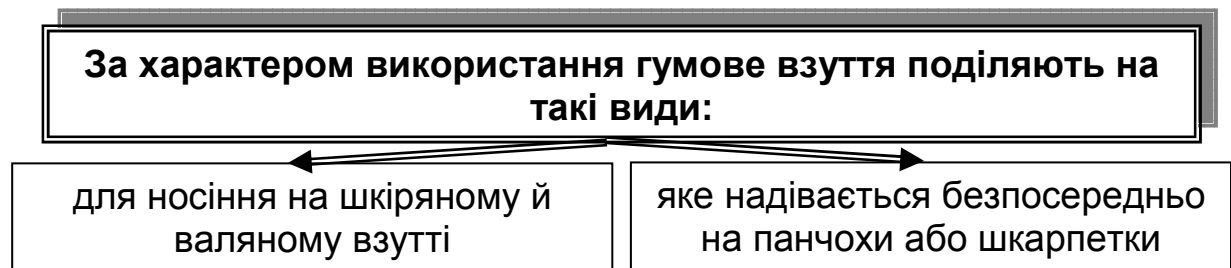 За характером використання гумове взуття поділяють на
такі види:
для носіння на шкіряному й
валяному взутті
яке надівається безпосередньо
на панчохи або шкарпетки